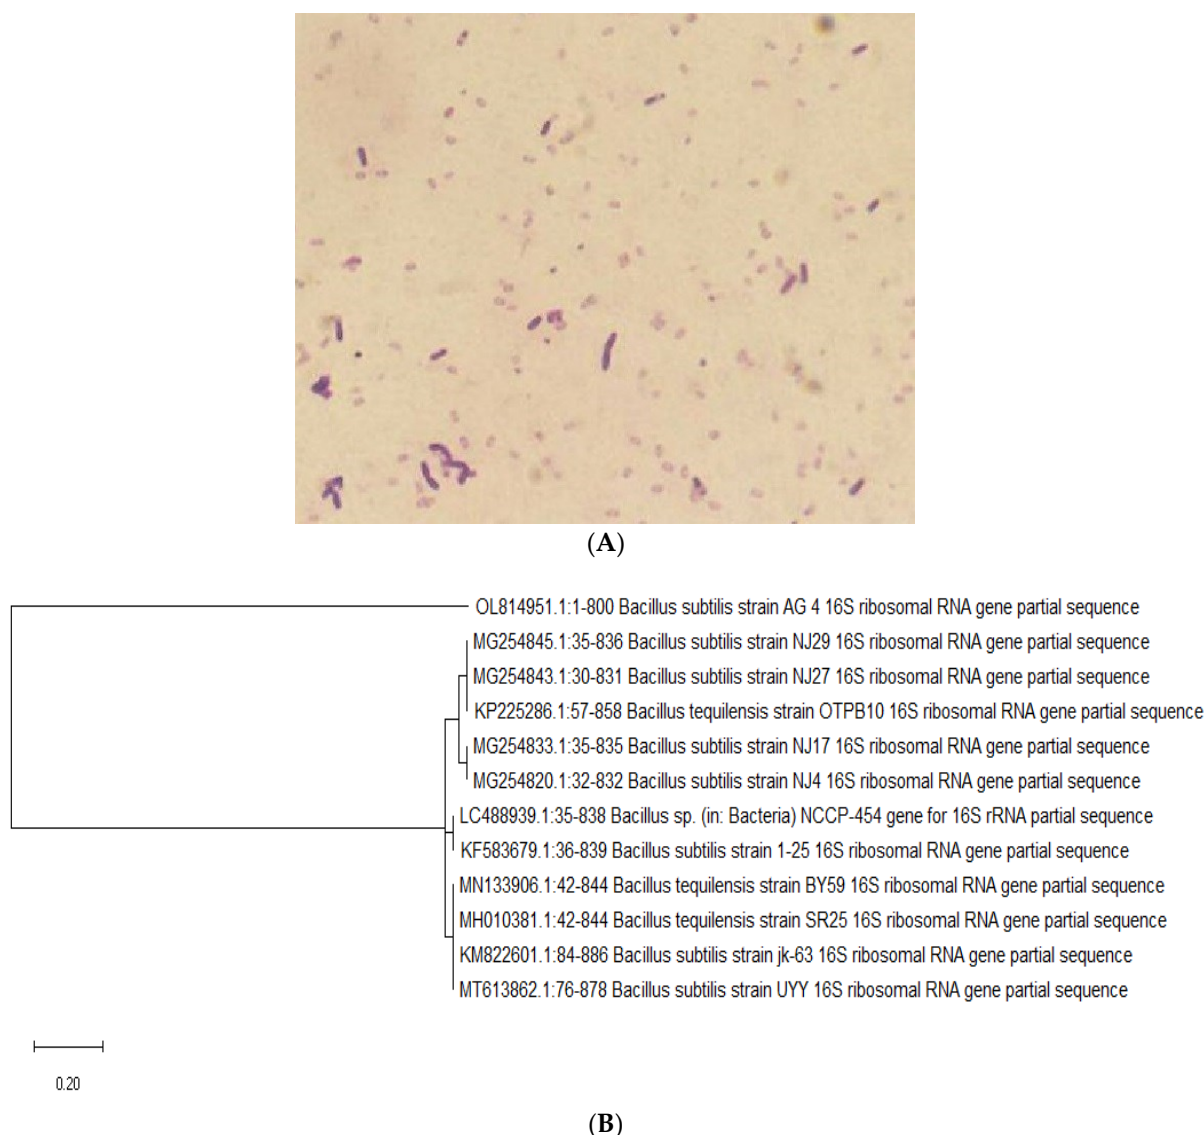 (A)
OL814951.1:1-800 Bacillus subtilis strain AG 4 16S ribosomal RNA gene partial sequence
MG254845.1:35-836 Bacillus subtilis strain NJ29 16S ribosomal RNA gene partial sequence
MG254843.1:30-831 Bacillus subtilis strain NJ27 16S ribosomal RNA gene partial sequence
KP225286.1:57-858 Bacillus tequilensis strain OTPB10 16S ribosomal RNA gene partial sequence
MG254833.1:35-835 Bacillus subtilis strain NJ17 16S ribosomal RNA gene partial sequence
MG254820.1:32-832 Bacillus subtilis strain NJ4 16S ribosomal RNA gene partial sequence
LC488939.1:35-838 Bacillus sp. (in: Bacteria) NCCP-454 gene for 16S rRNA partial sequence
KF583679.1:36-839 Bacillus subtilis strain 1-25 16S ribosomal RNA gene partial sequence
MN133906.1:42-844 Bacillus tequilensis strain BY59 16S ribosomal RNA gene partial sequence
MH010381.1:42-844 Bacillus tequilensis strain SR25 16S ribosomal RNA gene partial sequence
KM822601.1:84-886 Bacillus subtilis strain jk-63 16S ribosomal RNA gene partial sequence
MT613862.1:76-878 Bacillus subtilis strain UYY 16S ribosomal RNA gene partial sequence
0.20
(B)